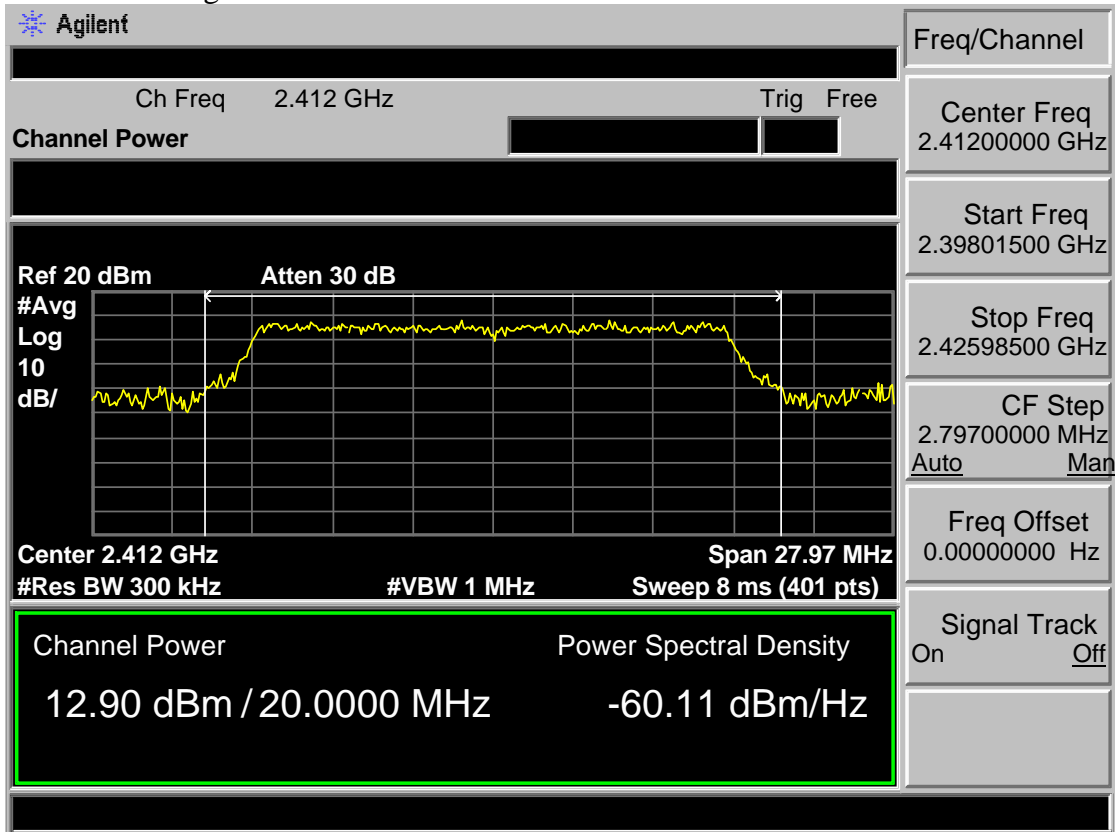 Agilent
Freq/Channel
Ch Freq 2.412 GHz Trig Free
Channel Power
Center Freq
2.41200000 GHz
Start Freq
2.39801500 GHz
Ref 20 dBm Atten 30 dB
#Avg
Log
10
dB/
Stop Freq
2.42598500 GHz
CF Step
2.79700000 MHz
Auto Man
Freq Offset
0.00000000 Hz
Center 2.412 GHz Span 27.97 MHz
#Res BW 300 kHz #VBW 1 MHz Sweep 8 ms (401 pts)
Signal Track
On Off
Channel Power Power Spectral Density
12.90 dBm / 20.0000 MHz -60.11 dBm/Hz